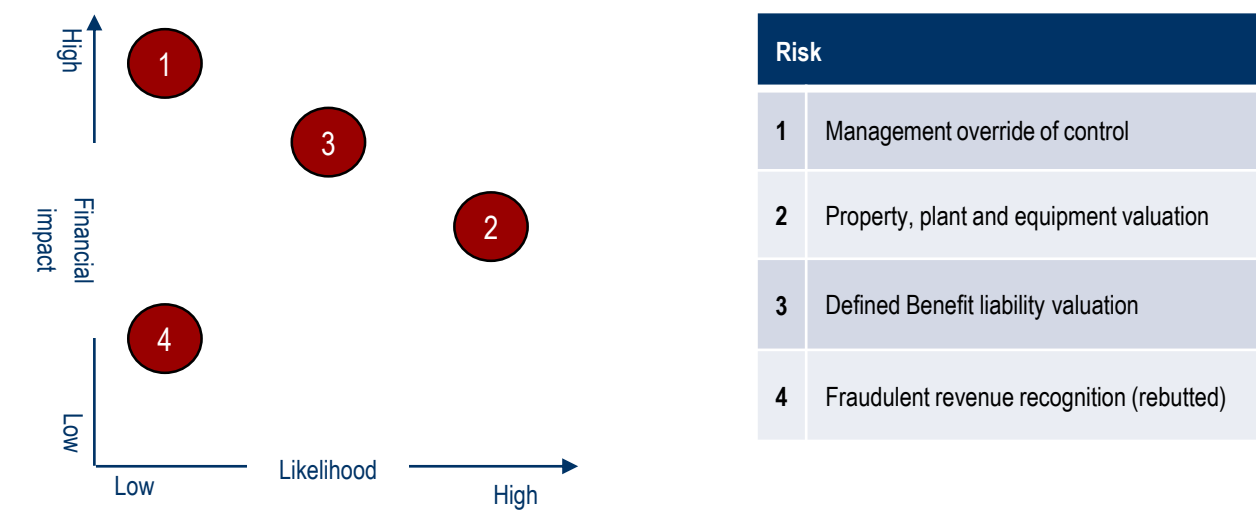 High
Financial
impact
Low
1
3
2
4
Low
Likelihood
High
Risk
1 Management override of control
2 Property, plant and equipment valuation
3 Defined Benefit liability valuation
4 Fraudulent revenue recognition (rebutted)